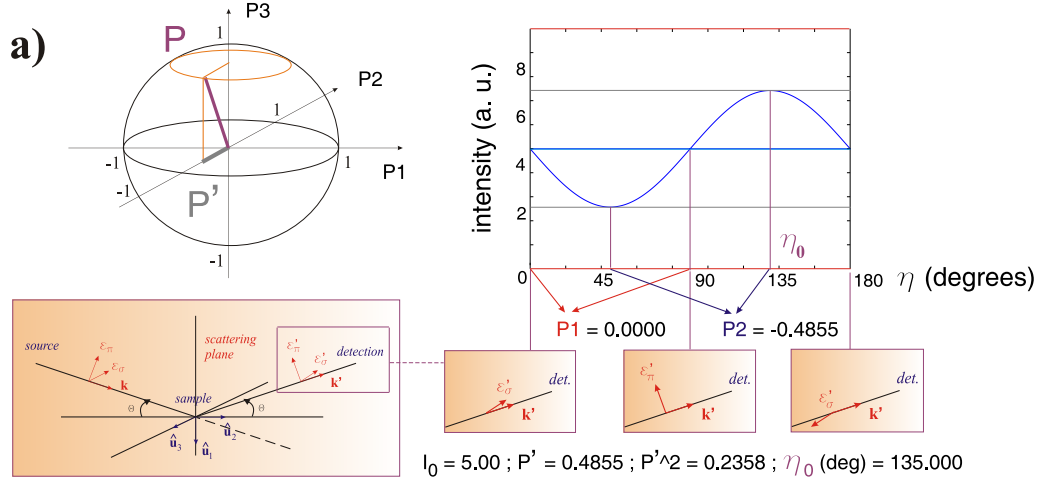 a)
P3
1
P
P2
1
-1
1
P1
P'
-1
-1
intensity (a. u.)
8
6
4
2
0
45
90
135
180
η (degrees)
η0
P1 = 0.0000
P2 = -0.4855
source
επ
εσ
k
scattering
plane
ε'π
ε'σ
detection
k'
sample
Θ
Θ
û2
û3
û1
ε'σ
det.
k'
ε'π
det.
k'
ε'σ
det.
k'
I0 = 5.00 ; P' = 0.4855 ; P'^2 = 0.2358 ; η0 (deg) = 135.000